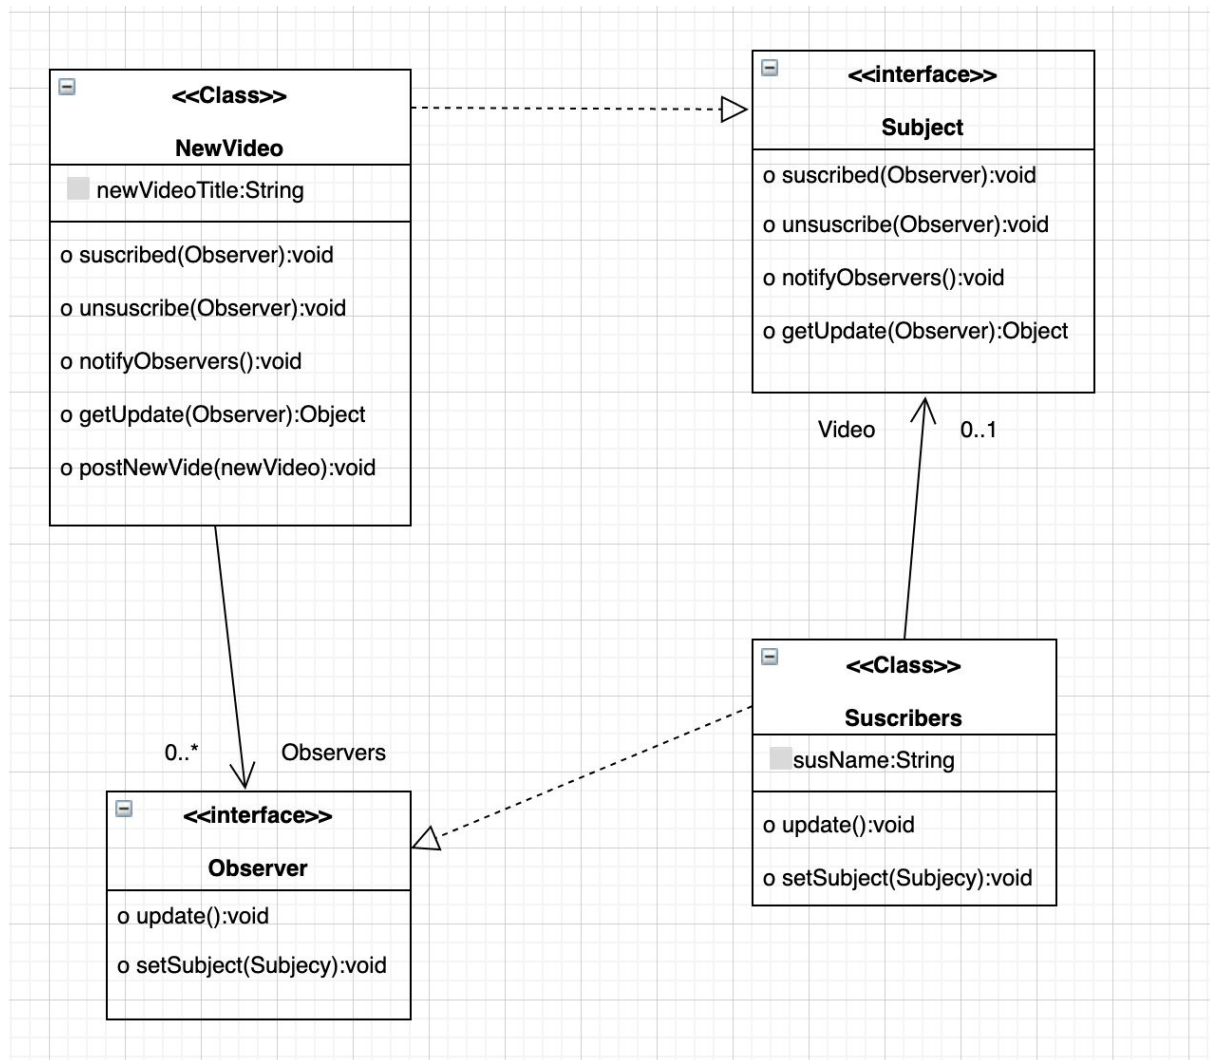 <<Class>>
NewVideo
newVideoTitle:String
o suscribed(Observer):void
o unsuscribe(Observer):void
o notifyObservers():void
o getUpdate(Observer):Object
o postNewVide(newVideo):void
<<interface>>
Subject
o suscribed(Observer):void
o unsuscribe(Observer):void
o notifyObservers():void
o getUpdate(Observer):Object
Video 0..1
0..* Observers
<<interface>>
Observer
o update():void
o setSubject(Subjecy):void
<<Class>>
Suscribers
susName:String
o update():void
o setSubject(Subjecy):void